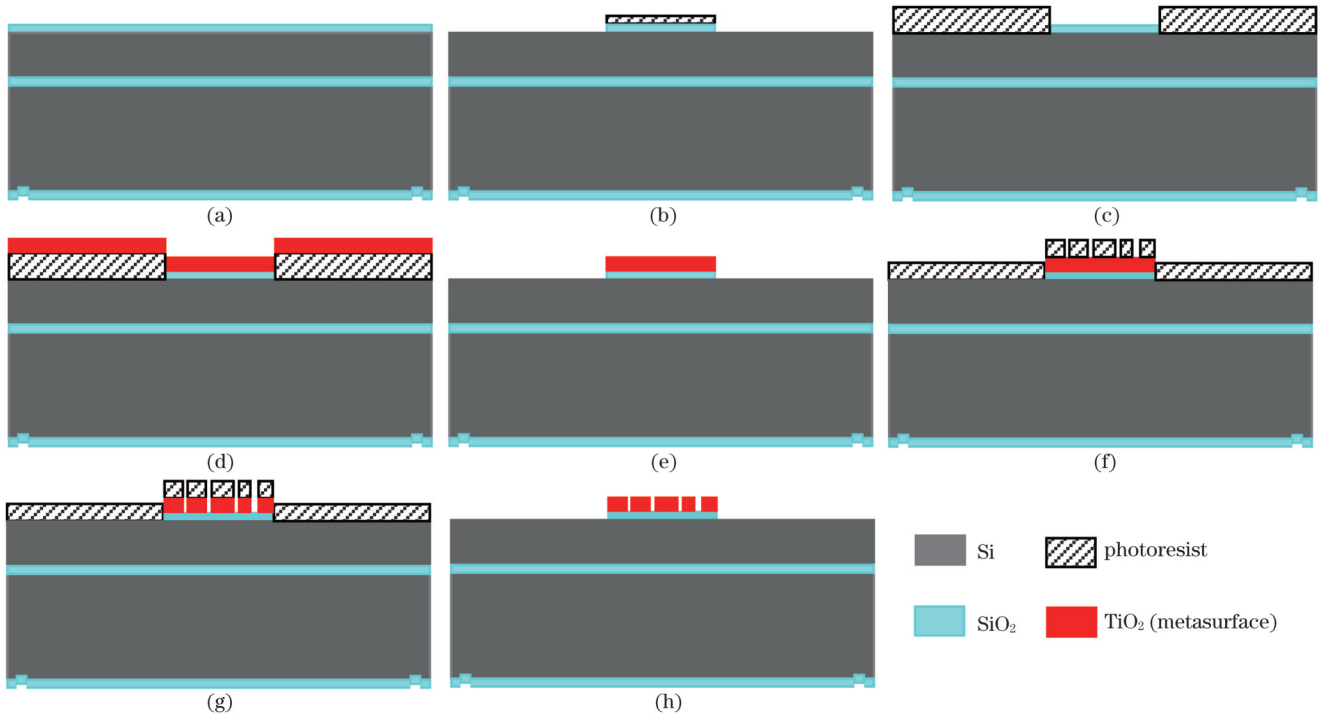 (a)
(b)
(c)
(d)
(e)
(f)
(g)
(h)
Si
photoresist
SiO₂
TiO₂ (metasurface)